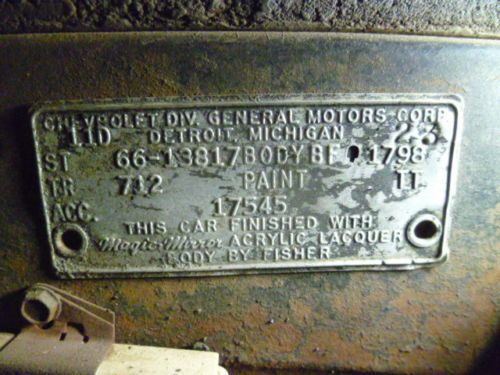 CHEVROLET DIV. GENERAL MOTORS CORP.
11D DETROIT, MICHIGAN 23
ST 66-13817 BODY BF 1798
TR 712 PAINT II
ACC. 17545
THIS CAR FINISHED WITH
Magic-Mirror ACRYLIC LACQUER
BODY BY FISHER